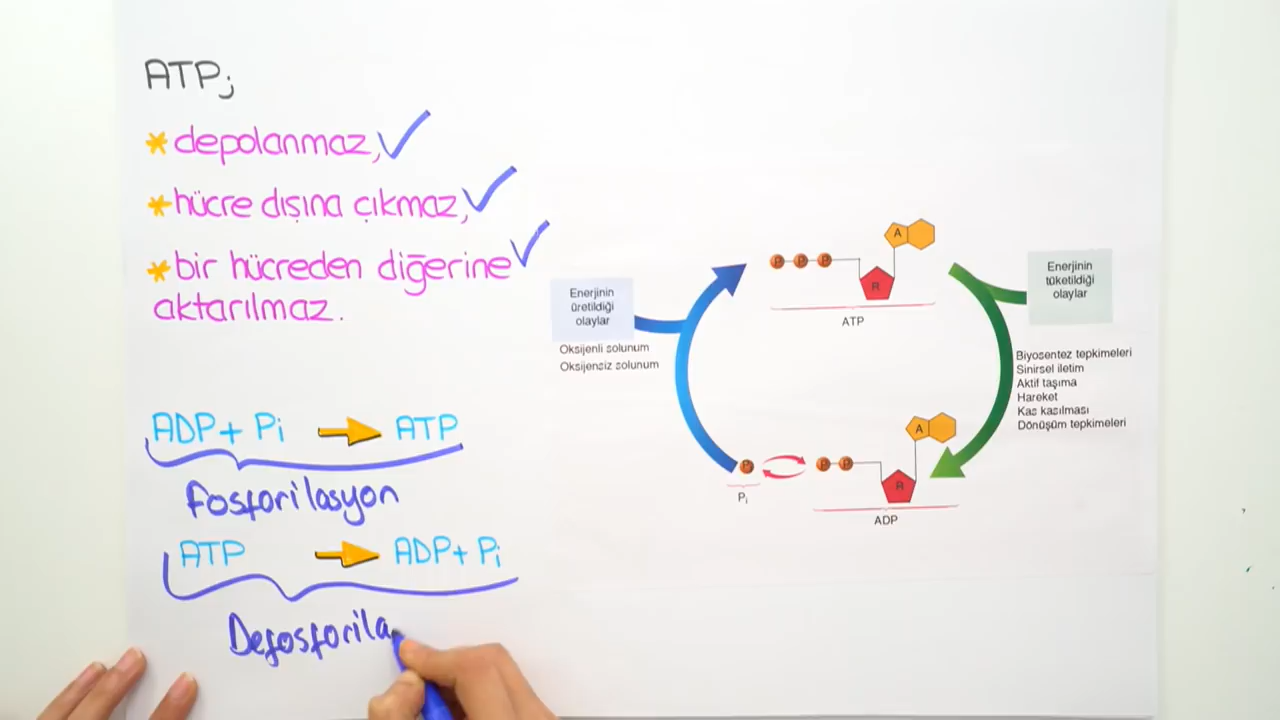 ATP;
* depolanmaz,
* hücre dışına çıkmaz,
* bir hücreden diğerine
aktarılmaz.
ADP + Pi → ATP
Fosforilasyon
ATP → ADP + Pi
Defosforila
Enerjinin
üretildiği
olaylar
Oksijenli solunum
Oksijensiz solunum
P P P
A
R
ATP
Enerjinin
tüketildiği
olaylar
Biyosentez tepkimeleri
Sinirsel iletim
Aktif taşıma
Hareket
Kas kasılması
Dönüşüm tepkimeleri
A
P
P P
R
Pi
ADP